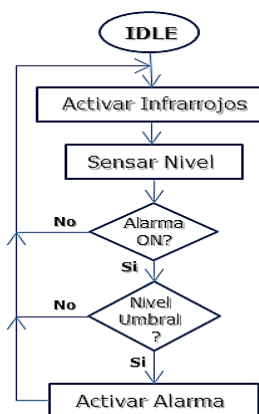 IDLE
Activar Infrarrojos
Sensar Nivel
Alarma
ON?
No
Si
Nivel
Umbral
?
No
Si
Activar Alarma